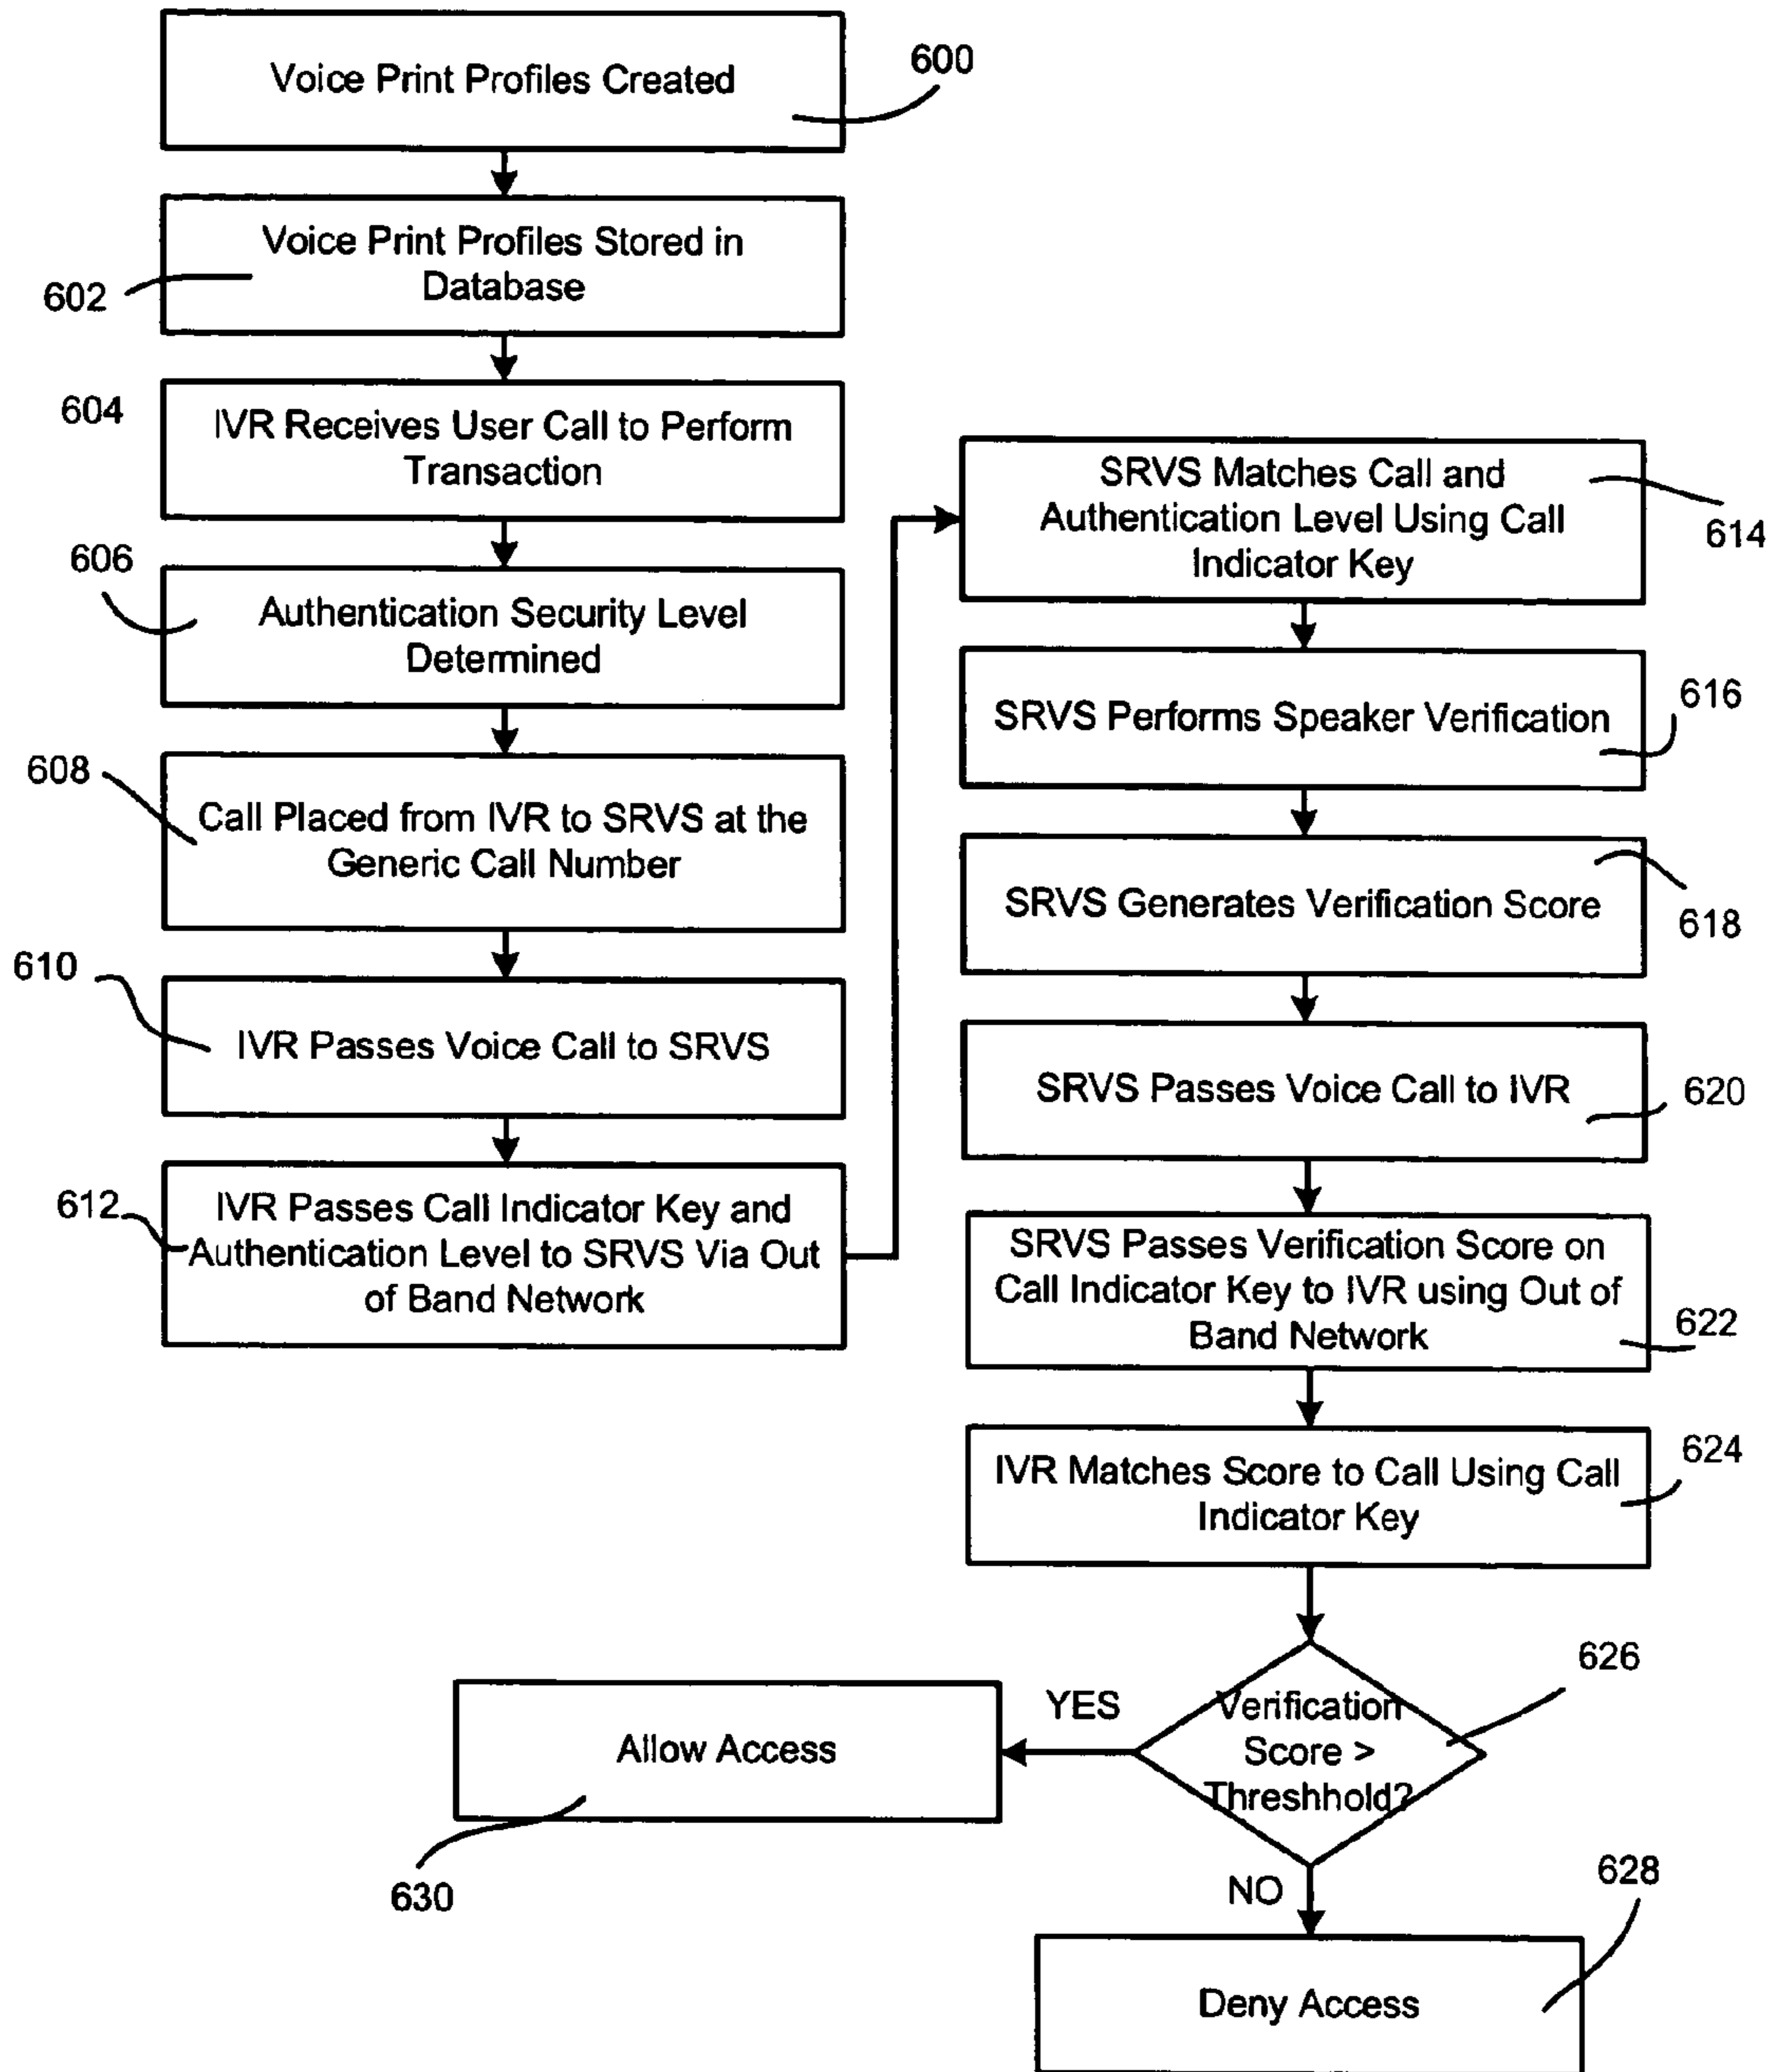 Voice Print Profiles Created
600
Voice Print Profiles Stored in
Database
602
604
IVR Receives User Call to Perform
Transaction
606
Authentication Security Level
Determined
608
Call Placed from IVR to SRVS at the
Generic Call Number
610
IVR Passes Voice Call to SRVS
612
IVR Passes Call Indicator Key and
Authentication Level to SRVS Via Out
of Band Network
SRVS Matches Call and
Authentication Level Using Call
Indicator Key
614
SRVS Performs Speaker Verification
616
SRVS Generates Verification Score
618
SRVS Passes Voice Call to IVR
620
SRVS Passes Verification Score on
Call Indicator Key to IVR using Out of
Band Network
622
IVR Matches Score to Call Using Call
Indicator Key
624
Verification
Score >
Threshhold?
626
YES
Allow Access
630
NO
628
Deny Access